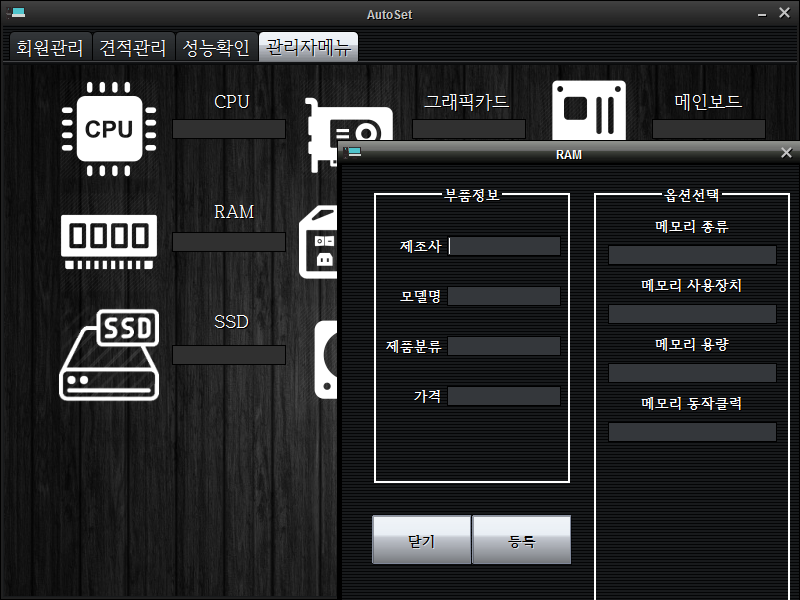 AutoSet
회원관리 견적관리 성능확인 관리자메뉴
CPU
CPU
그래픽카드
메인보드
RAM
RAM
SSD
SSD
부품정보
제조사
모델명
제품분류
가격
닫기 등록
옵션선택
메모리 종류
메모리 사용장치
메모리 용량
메모리 동작클럭